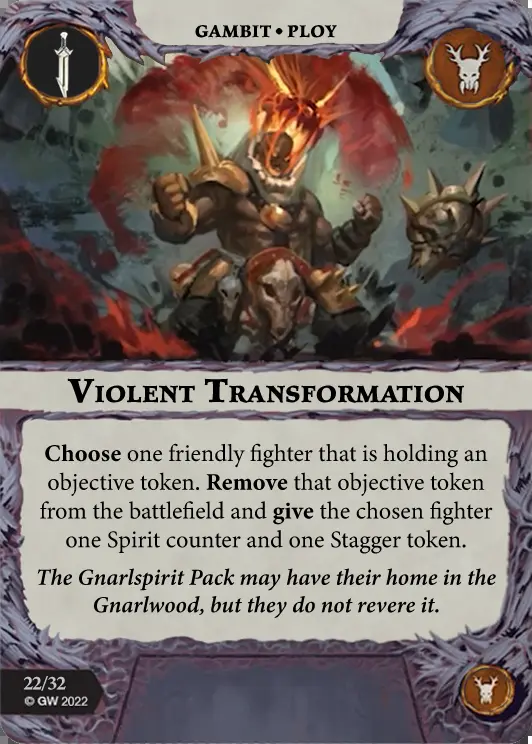 GAMBIT • PLOY
VIOLENT TRANSFORMATION
Choose one friendly fighter that is holding an
objective token. Remove that objective token
from the battlefield and give the chosen fighter
one Spirit counter and one Stagger token.
The Gnarlspirit Pack may have their home in the
Gnarlwood, but they do not revere it.
22/32
© GW 2022